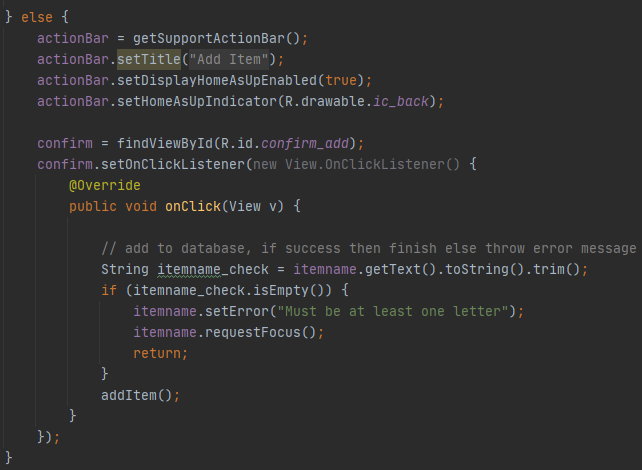 } else {
    actionBar = getSupportActionBar();
    actionBar.setTitle("Add Item");
    actionBar.setDisplayHomeAsUpEnabled(true);
    actionBar.setHomeAsUpIndicator(R.drawable.ic_back);

    confirm = findViewById(R.id.confirm_add);
    confirm.setOnClickListener(new View.OnClickListener() {
        @Override
        public void onClick(View v) {

            // add to database, if success then finish else throw error message
            String itemname_check = itemname.getText().toString().trim();
            if (itemname_check.isEmpty()) {
                itemname.setError("Must be at least one letter");
                itemname.requestFocus();
                return;
            }
            addItem();
        }
    });
}